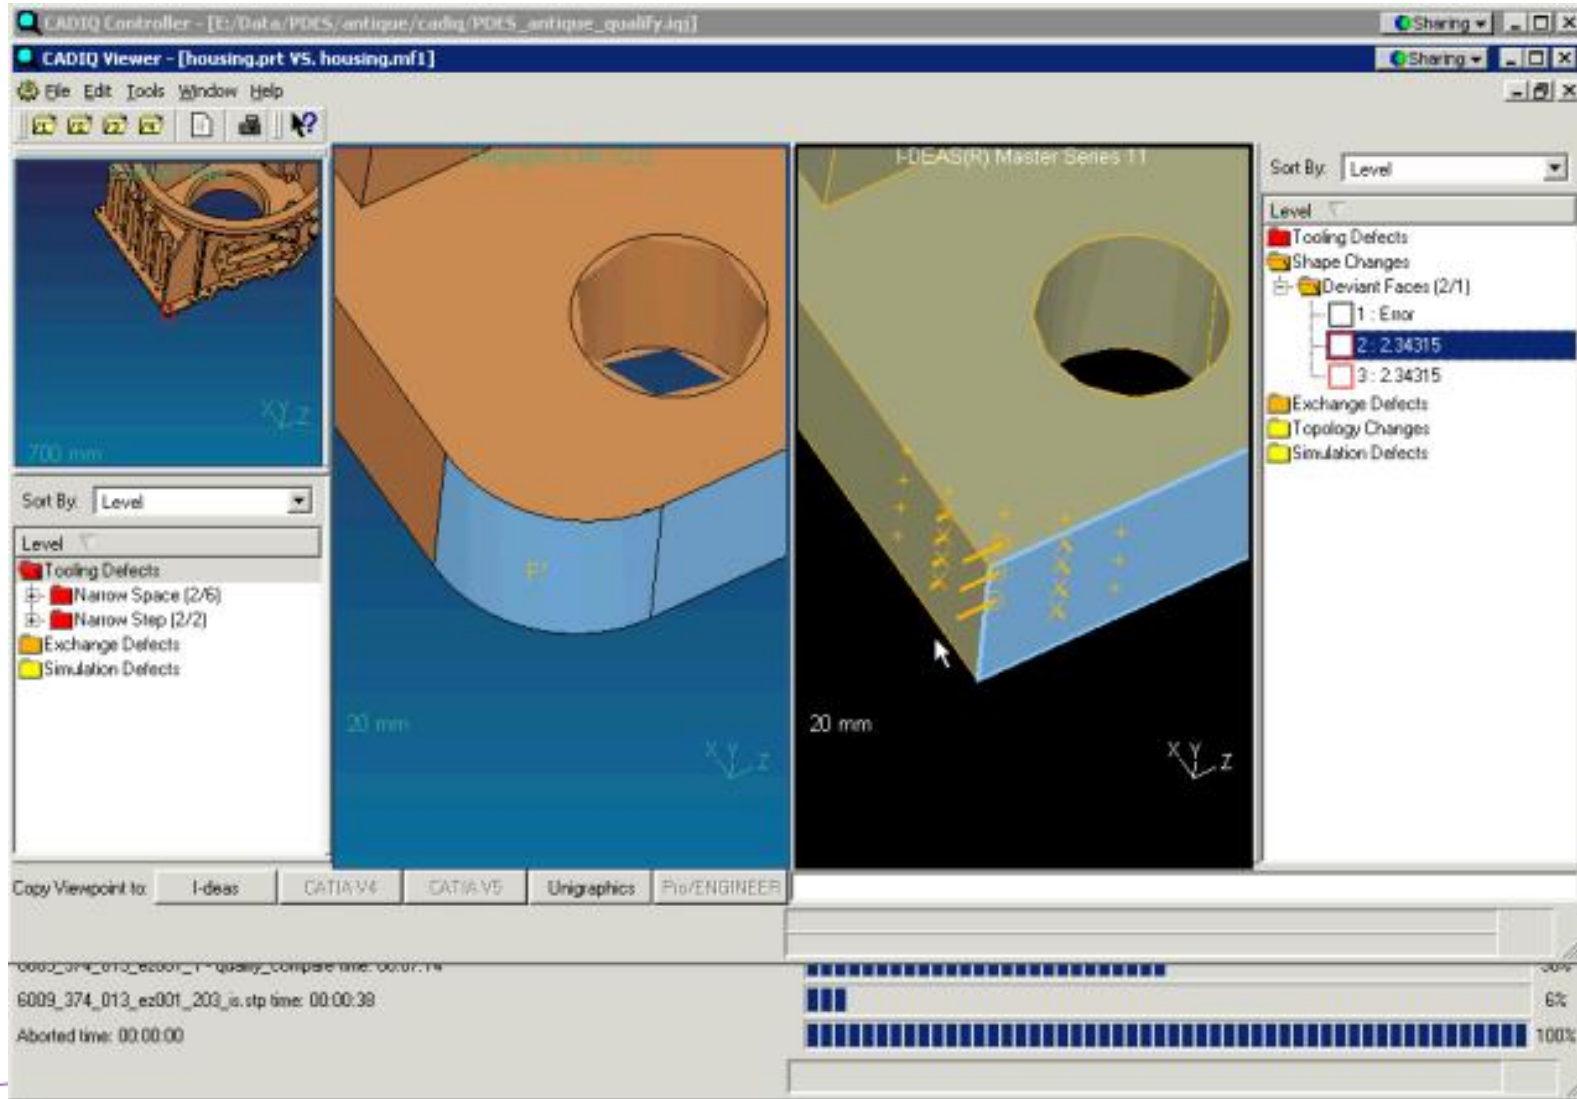 CADIQ Controller - [E:/Data/PDES/antique/cadiq/PDES_antique_qualify.iqj]
Sharing
CADIQ Viewer - [housing.prt VS. housing.mf1]
Sharing
File Edit Tools Window Help
I-DEAS(R) Master Series 11
Sort By: Level
Level
Tooling Defects
Shape Changes
Deviant Faces (2/1)
1 : Error
2 : 2.34315
3 : 2.34315
Exchange Defects
Topology Changes
Simulation Defects
X Y Z
700 mm
Sort By: Level
Level
Tooling Defects
Narrow Space (2/6)
Narrow Step (2/2)
Exchange Defects
Simulation Defects
20 mm
X Y Z
20 mm
X Y Z
Copy Viewpoint to: I-deas CATIA V4 CATIA V5 Unigraphics Pro/ENGINEER
6009_374_013_ez001_203_is.stp time: 00:00:38
6%
Aborted time: 00:00:00
100%